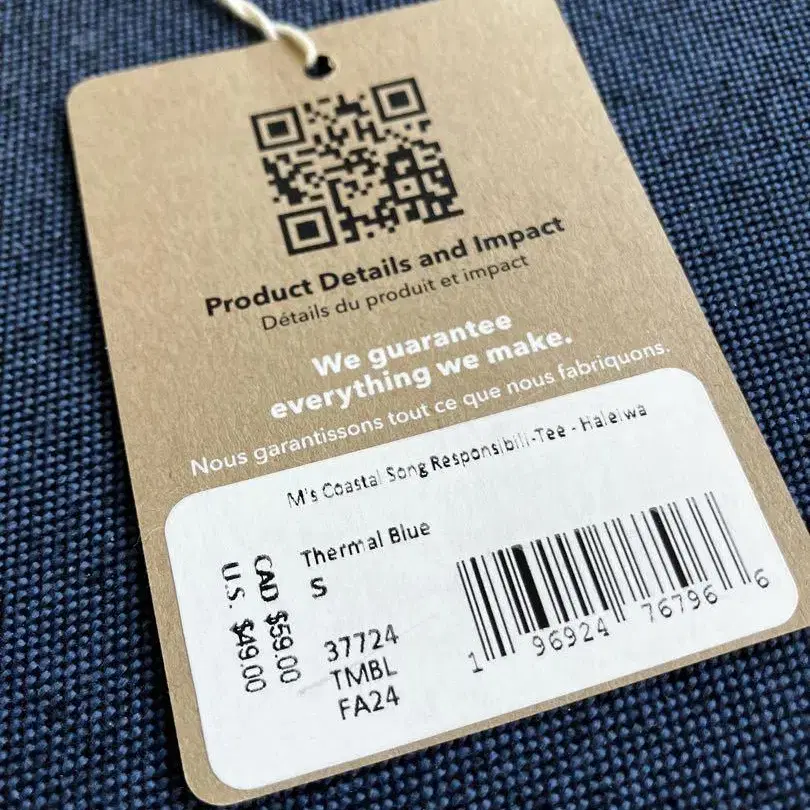 Product Details and Impact
Détails du produit et impact
We guarantee
everything we make.
Nous garantissons tout ce que nous fabriquons.
M's Coastal Song Responsibili-Tee - Haleiwa
Thermal Blue
S
CAD $59.00
U.S. $49.00
37724
TMBL
FA24
1 96924 76796 6